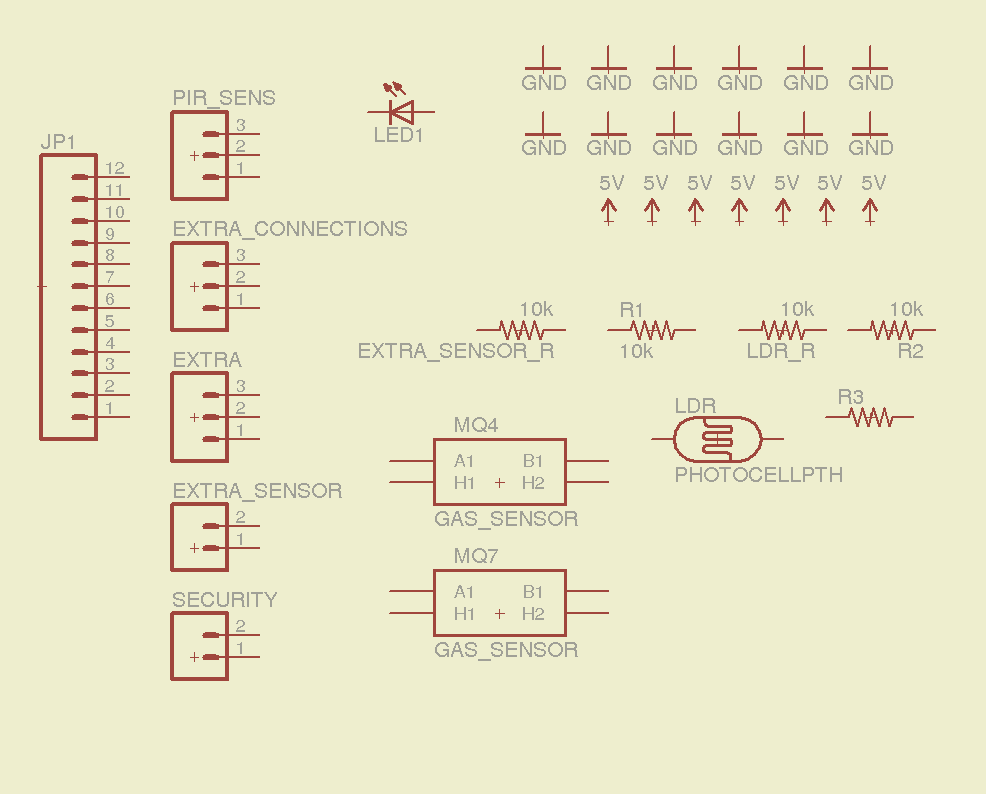 GND GND GND GND GND GND
PIR_SENS
3
2
1
LED1
GND GND GND GND GND GND
JP1
12
11
10
9
8
7
6
5
4
3
2
1
5V 5V 5V 5V 5V 5V 5V
EXTRA_CONNECTIONS
3
2
1
10k
EXTRA_SENSOR_R
R1
10k
10k
LDR_R
10k
R2
EXTRA
3
2
1
R3
LDR
PHOTOCELLPTH
MQ4
A1 B1
H1 H2
GAS_SENSOR
EXTRA_SENSOR
2
1
MQ7
A1 B1
H1 H2
GAS_SENSOR
SECURITY
2
1